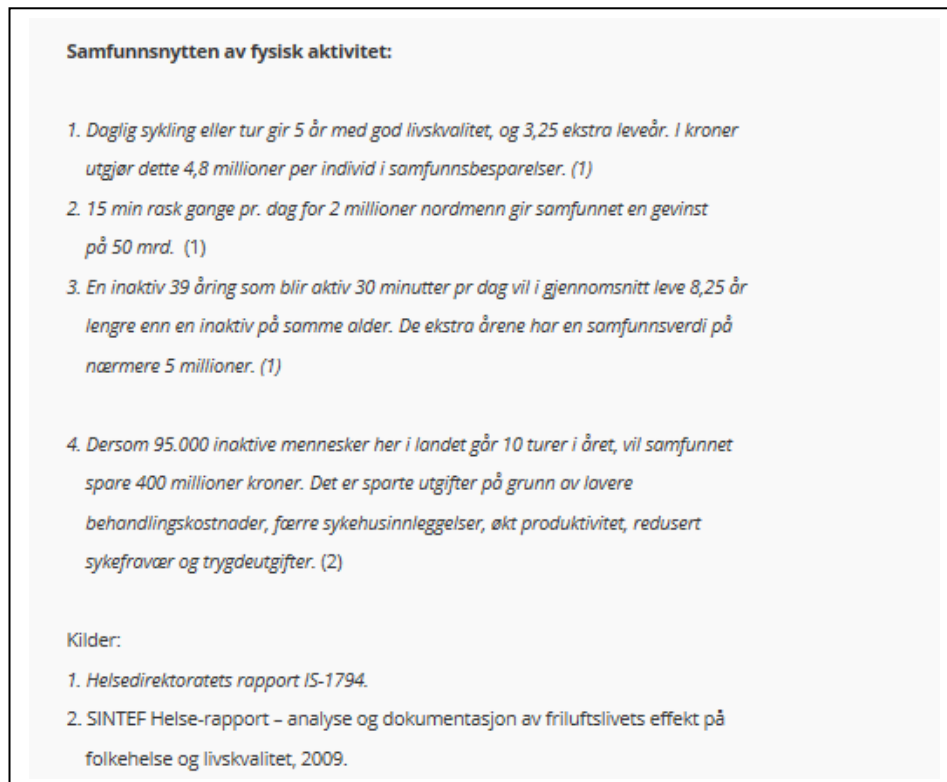 Samfunnsnytten av fysisk aktivitet:
1. Daglig sykling eller tur gir 5 år med god livskvalitet, og 3,25 ekstra leveår. I kroner
utgjør dette 4,8 millioner per individ i samfunnsbesparelser. (1)
2. 15 min rask gange pr. dag for 2 millioner nordmenn gir samfunnet en gevinst
på 50 mrd. (1)
3. En inaktiv 39 åring som blir aktiv 30 minutter pr dag vil i gjennomsnitt leve 8,25 år
lengre enn en inaktiv på samme alder. De ekstra årene har en samfunnsverdi på
nærmere 5 millioner. (1)
4. Dersom 95.000 inaktive mennesker her i landet går 10 turer i året, vil samfunnet
spare 400 millioner kroner. Det er sparte utgifter på grunn av lavere
behandlingskostnader, færre sykehusinnleggelser, økt produktivitet, redusert
sykefravær og trygdeutgifter. (2)
Kilder:
1. Helsedirektoratets rapport IS-1794.
2. SINTEF Helse-rapport – analyse og dokumentasjon av friluftslivets effekt på
folkehelse og livskvalitet, 2009.